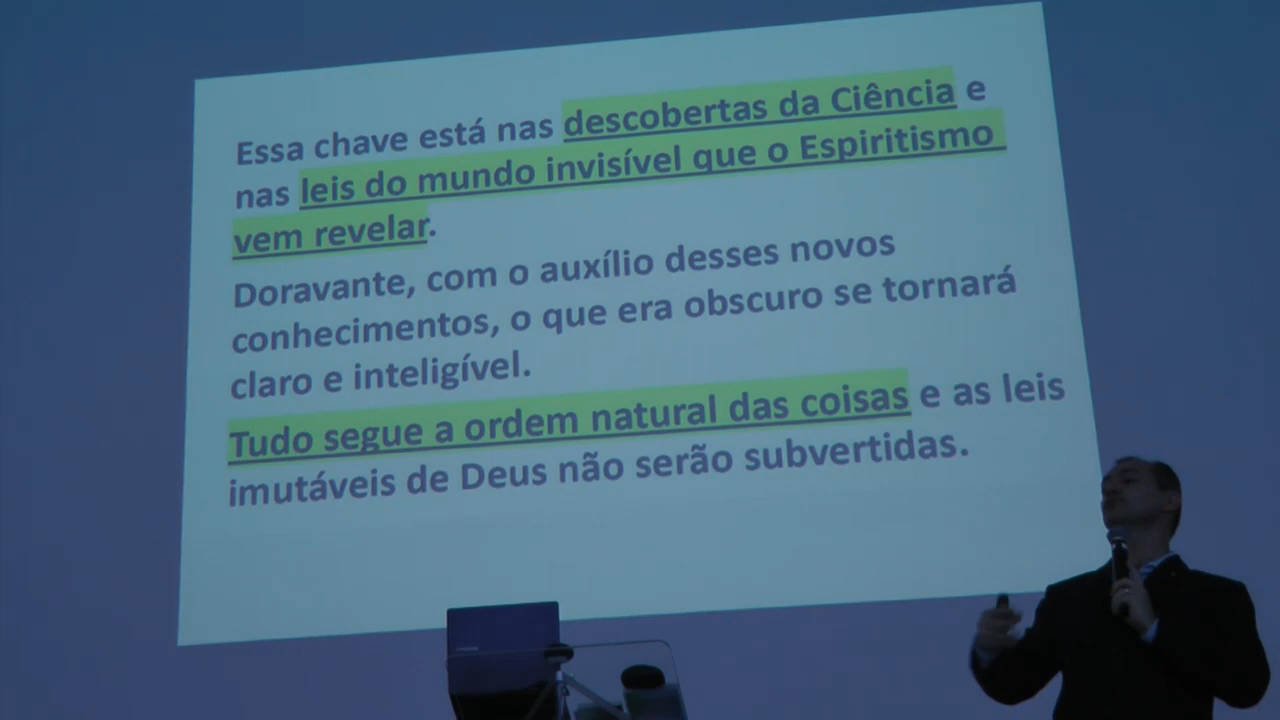 Essa chave está nas descobertas da Ciência e
nas leis do mundo invisível que o Espiritismo
vem revelar.
Doravante, com o auxílio desses novos
conhecimentos, o que era obscuro se tornará
claro e inteligível.
Tudo segue a ordem natural das coisas e as leis
imutáveis de Deus não serão subvertidas.